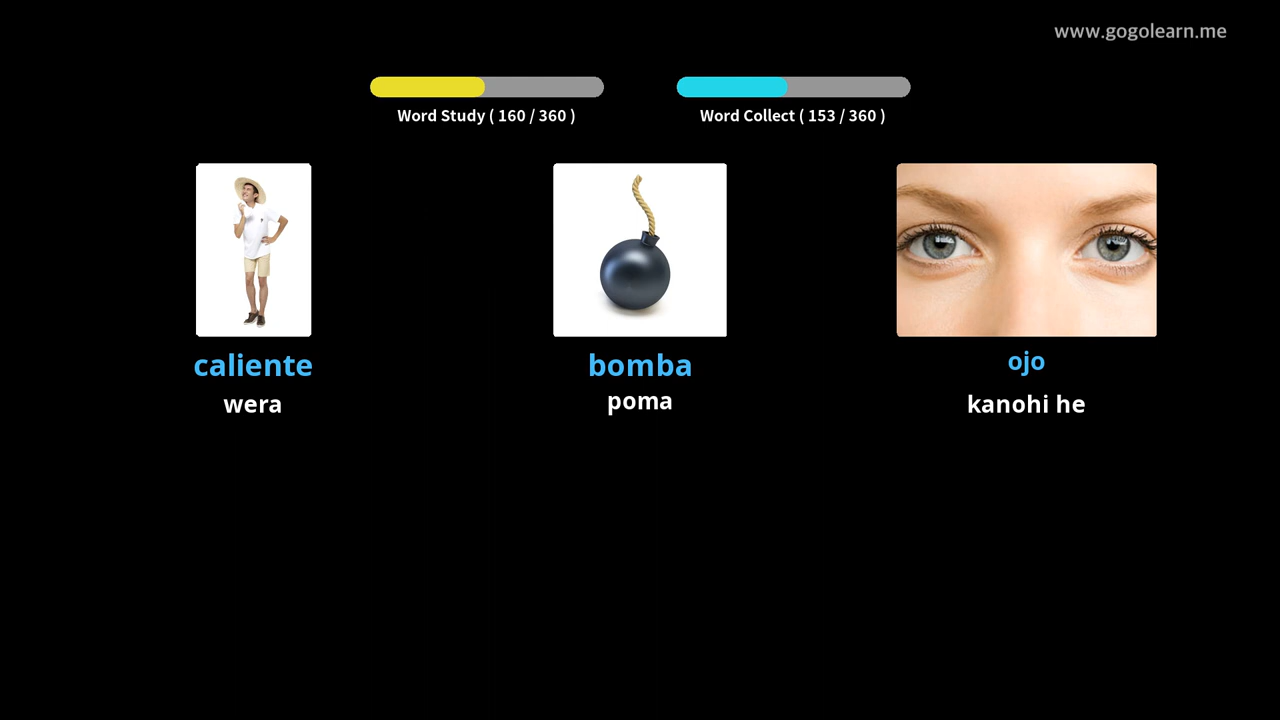 www.gogolearn.me
Word Study ( 160 / 360 )
Word Collect ( 153 / 360 )
caliente
wera
bomba
poma
ojo
kanohi he